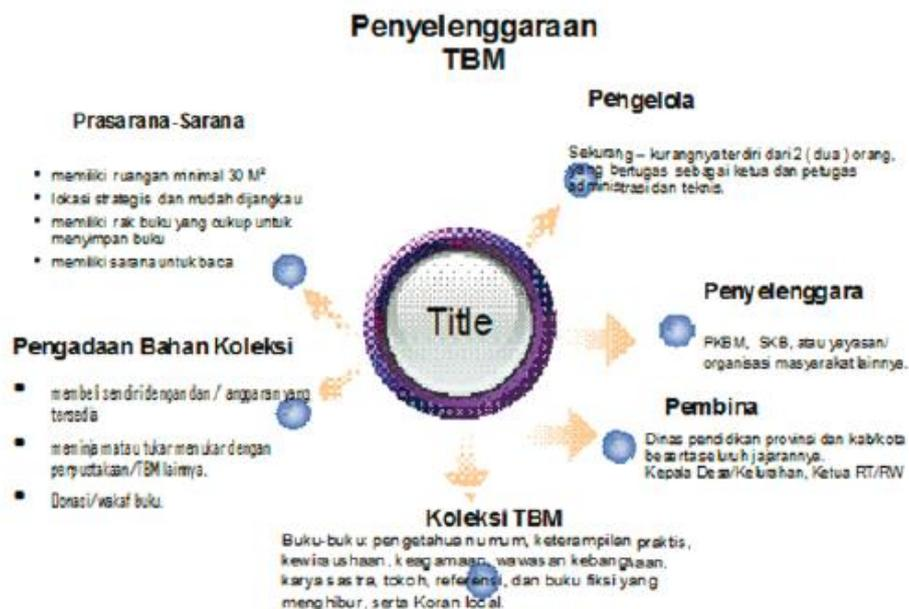 Penyelenggaraan
TBM
Prasarana-Sarana
• memiliki ruangan minimal 30 M²
• lokasi strategis dan mudah dijangkau
• memiliki rak buku yang cukup untuk
menyimpan buku
• memiliki sarana untuk baca
Pengelola
Sekurang – kurangnya terdiri dari 2 ( dua ) orang,
yang bertugas sebagai ketua dan petugas
administrasi dan teknis.
Title
Penyelenggara
PKBM, SKB, atau yayasan/
organisasi masyarakat lainnya.
Pengadaan Bahan Koleksi
• membeli sendiri dengan dan / anggaran yang
tersedia
• meminjam atau tukar menukar dengan
perpustakaan/TBM lainnya.
• Donasi/wakaf buku.
Pembina
Dinas pendidikan provinsi dan kab/kota
beserta seluruh jajarannya.
Kepala Desa/Kelurahan, Ketua RT/RW
Koleksi TBM
Buku-buku: pengetahuan umum, keterampilan praktis,
kewirausahaan, keagamaan, wawasan kebangsaan,
karya sastra, tokoh, referensi, dan buku fiksi yang
menghibur, serta Koran local.